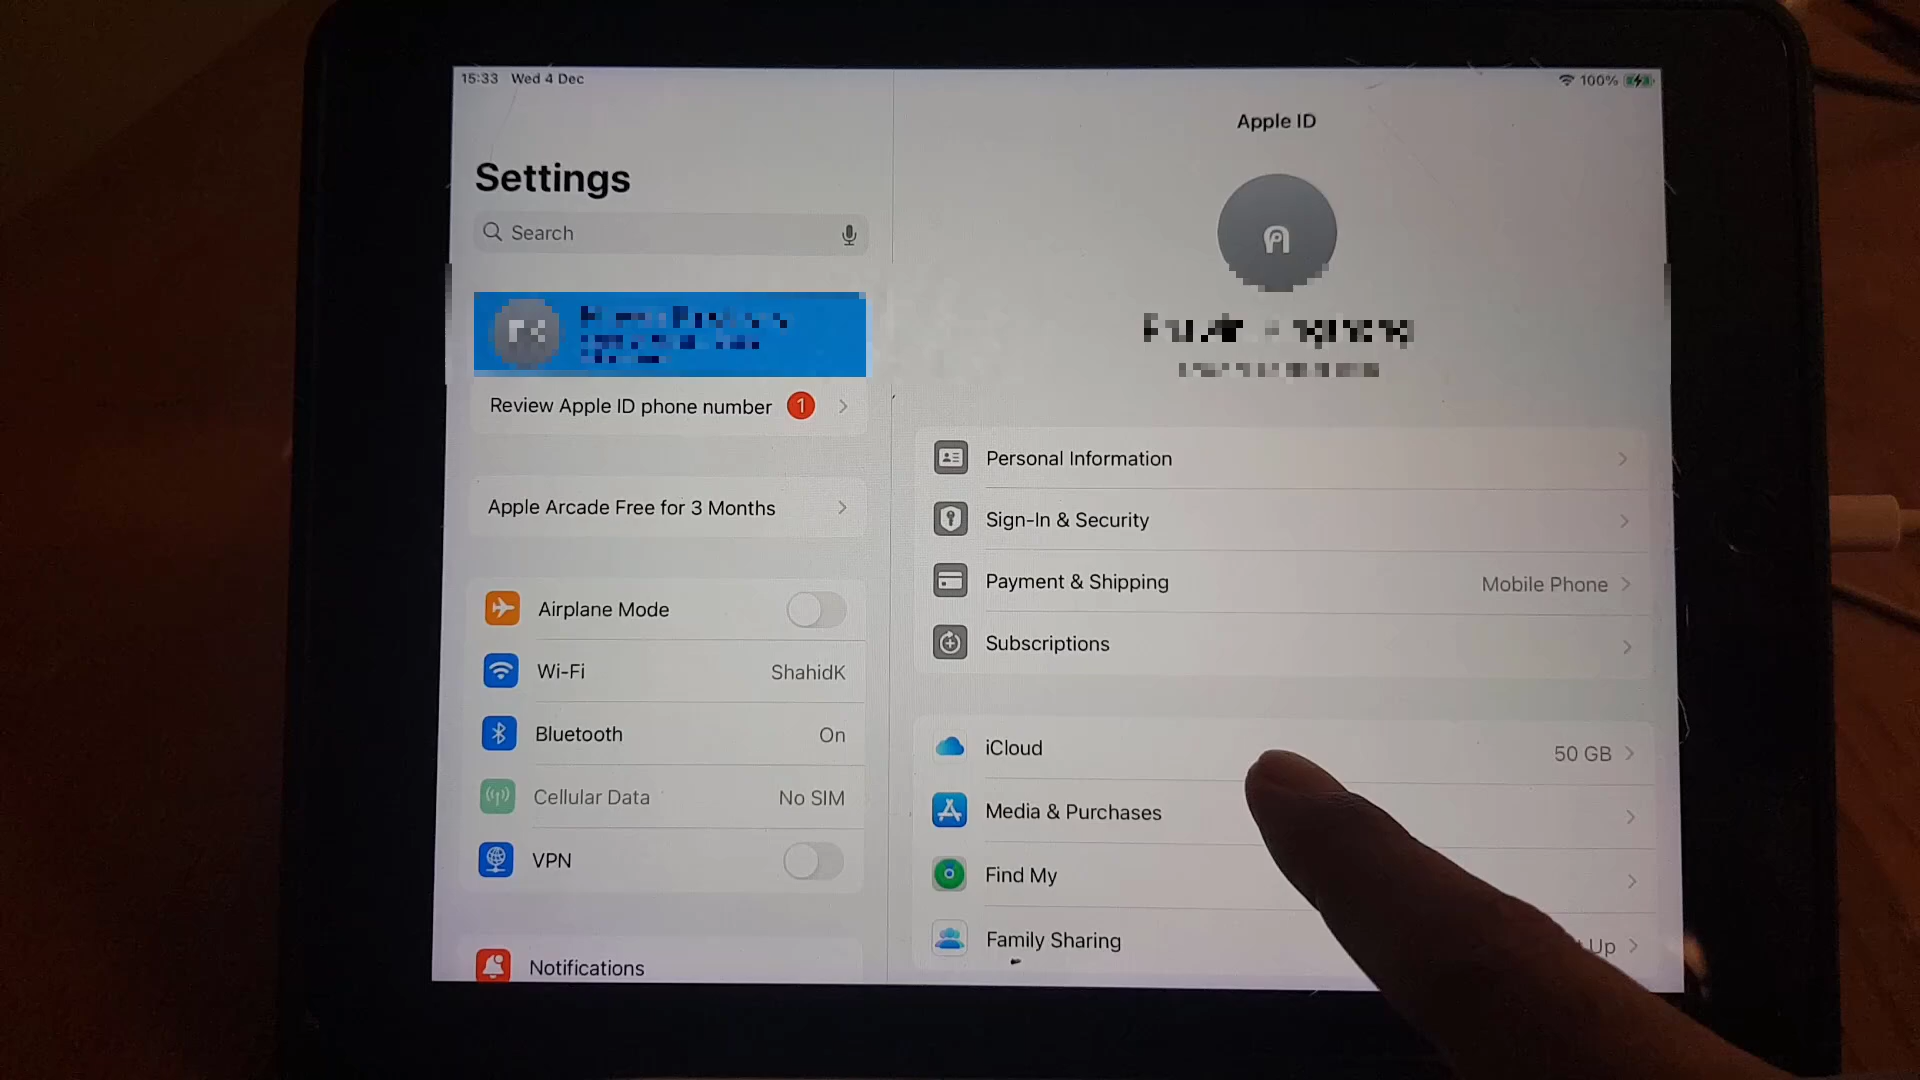 15:33 Wed 4 Dec
100%
Settings
Search
Review Apple ID phone number 1
Apple Arcade Free for 3 Months
Airplane Mode
Wi-Fi ShahidK
Bluetooth On
Cellular Data No SIM
VPN
Notifications
Apple ID
Personal Information
Sign-In & Security
Payment & Shipping Mobile Phone
Subscriptions
iCloud 50 GB
Media & Purchases
Find My
Family Sharing Up